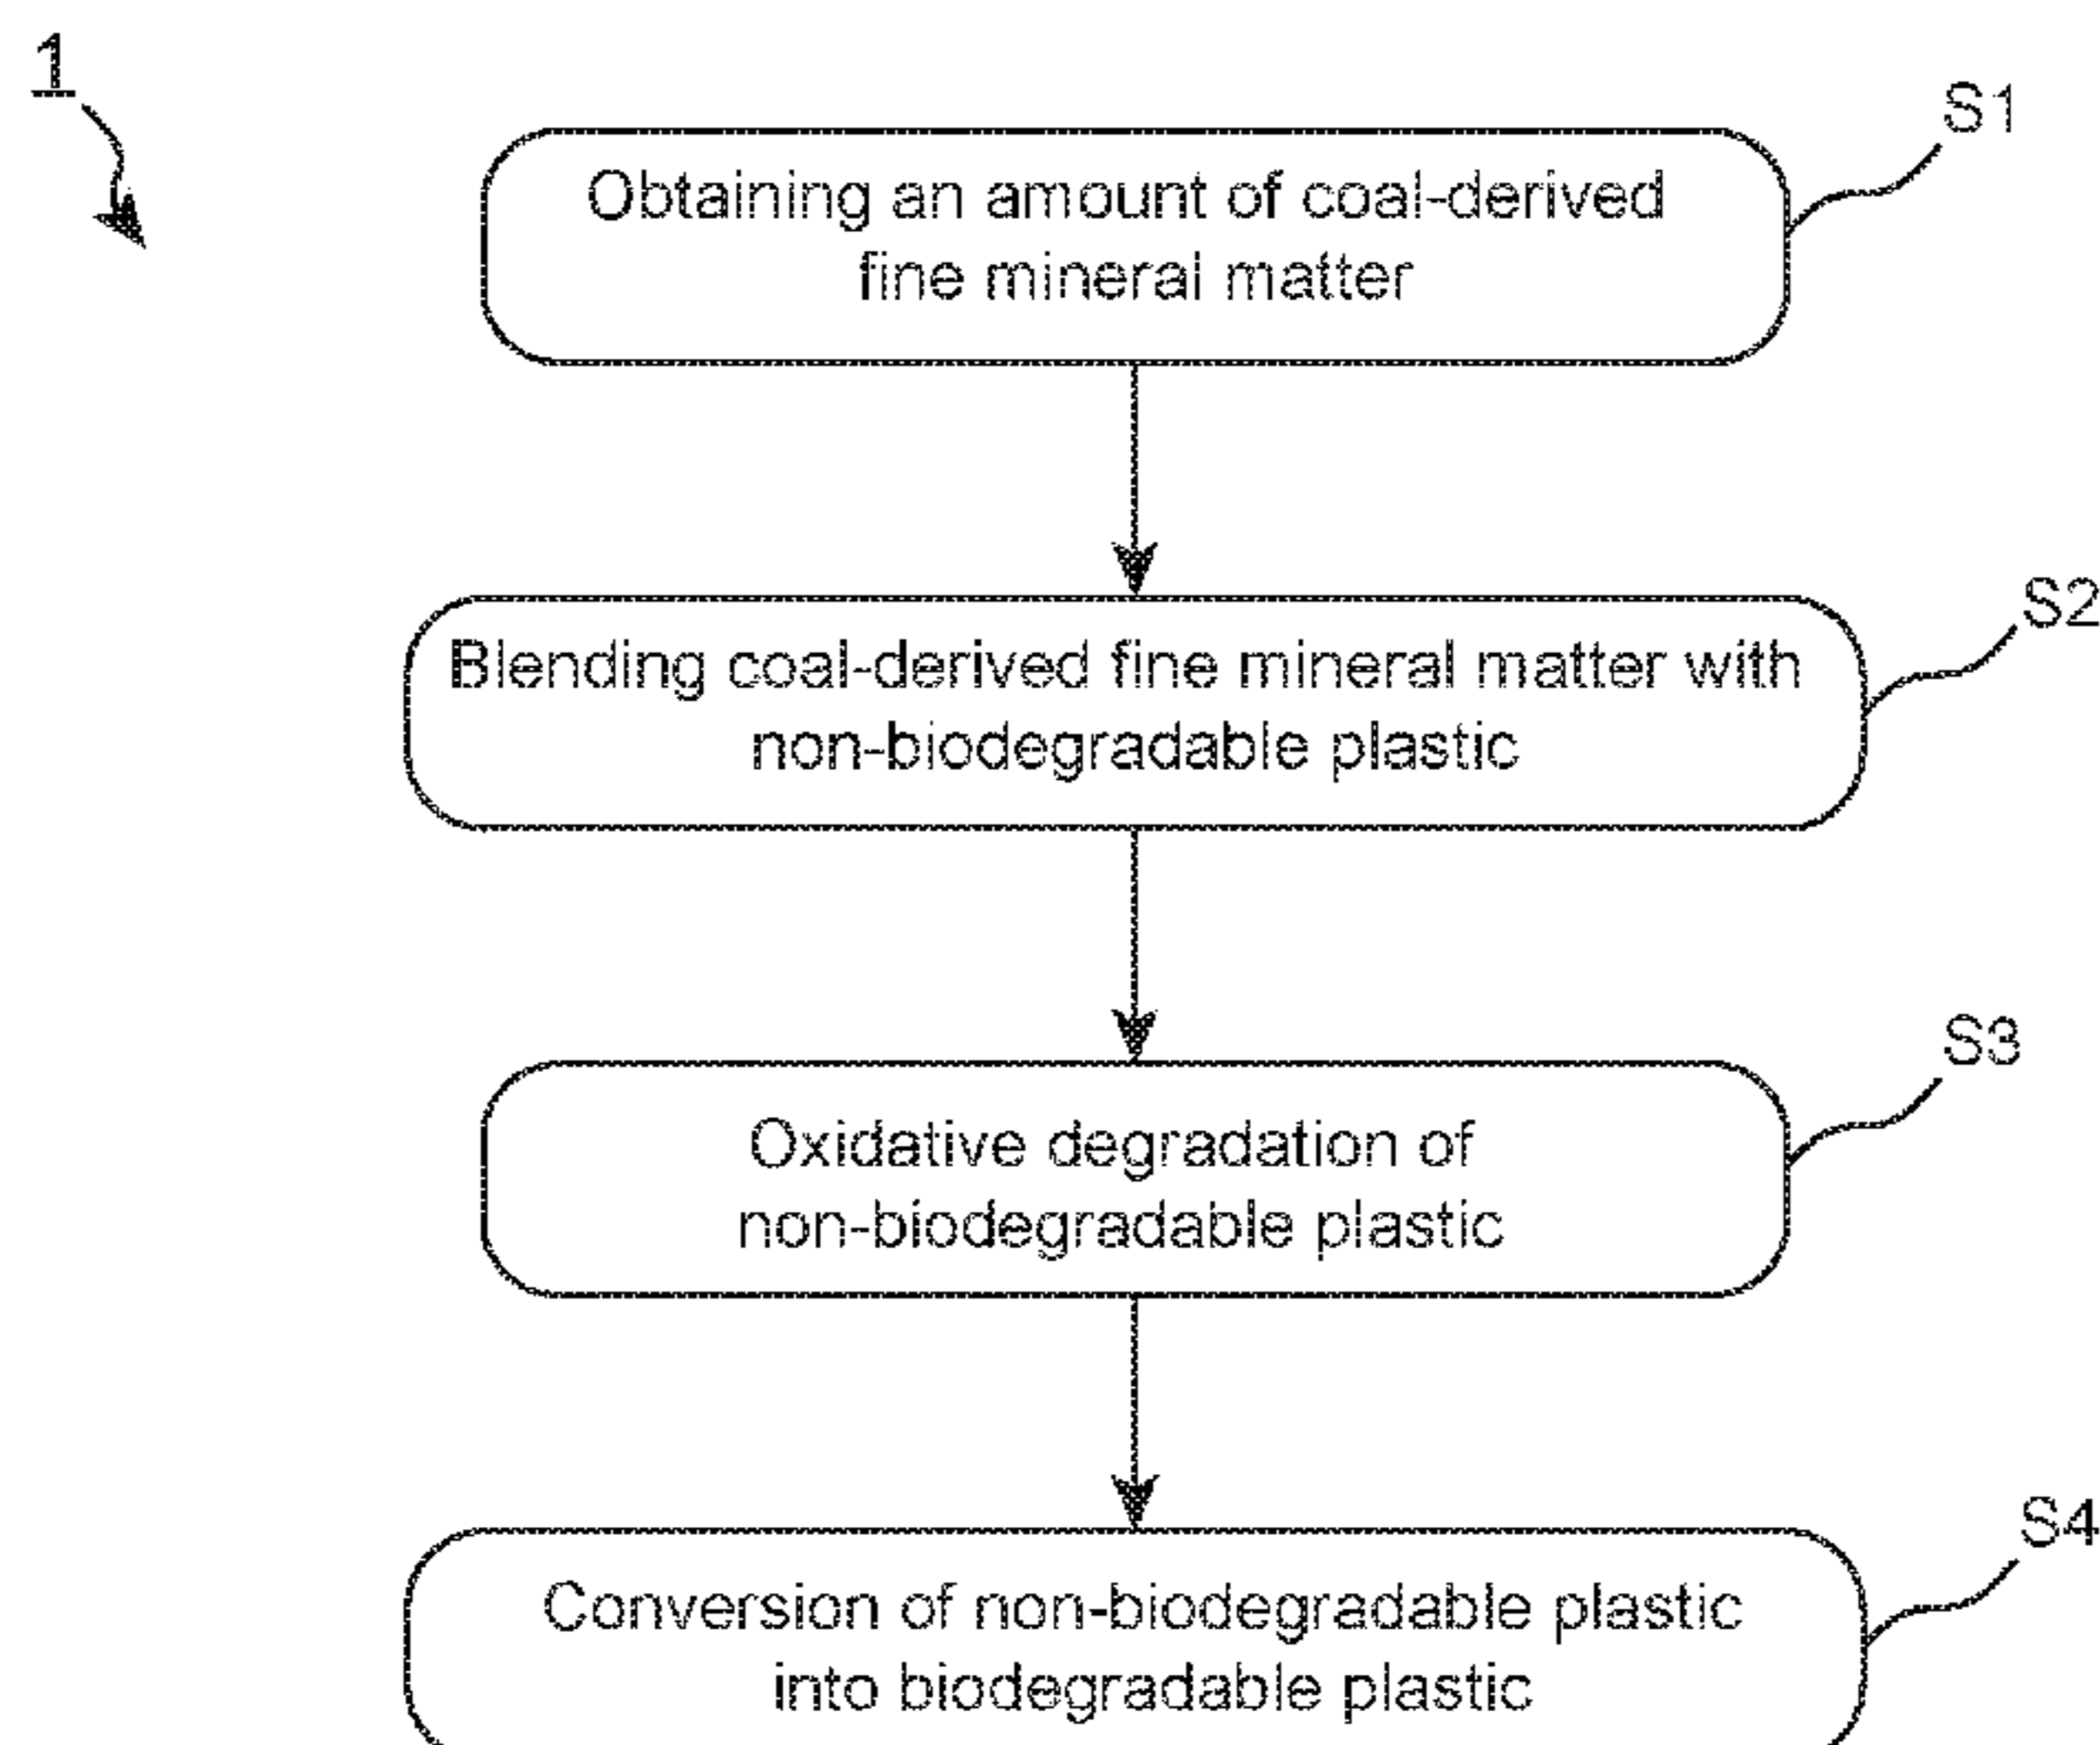 1
S1
Obtaining an amount of coal-derived
fine mineral matter
S2
Blending coal-derived fine mineral matter with
non-biodegradable plastic
S3
Oxidative degradation of
non-biodegradable plastic
S4
Conversion of non-biodegradable plastic
into biodegradable plastic